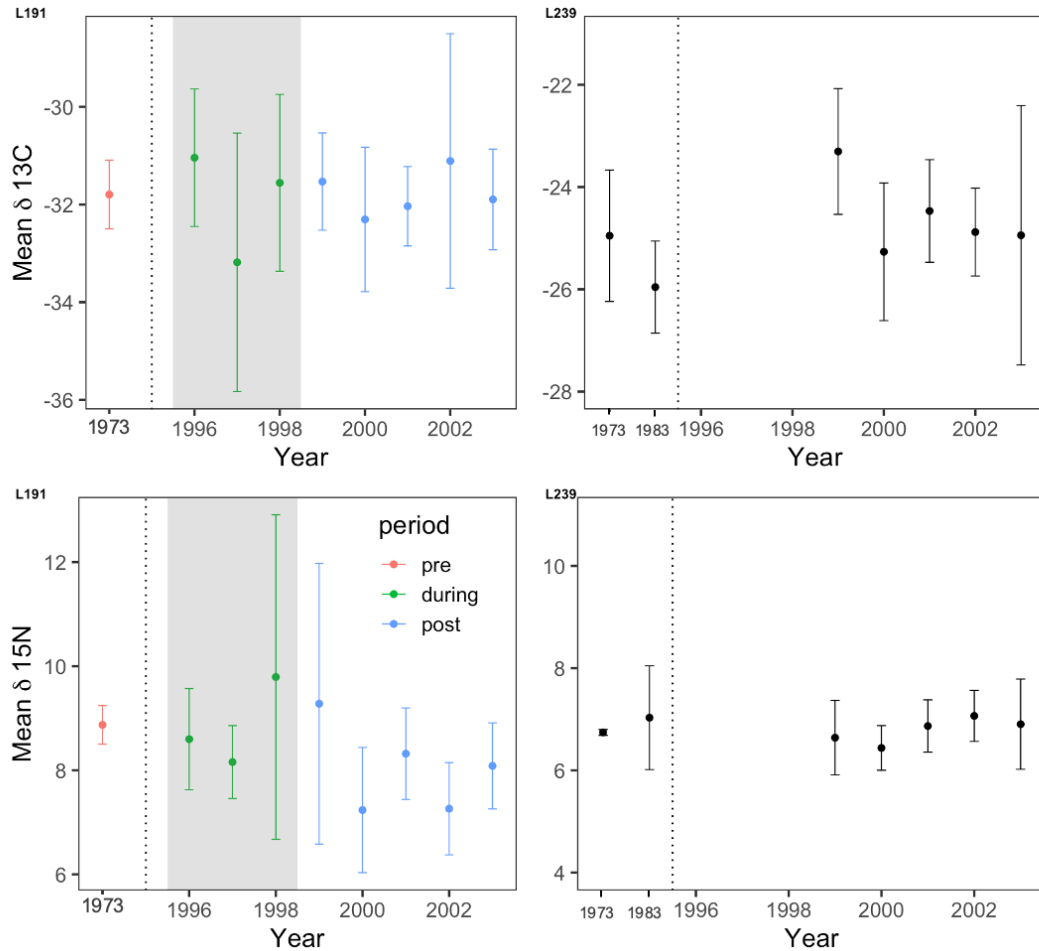 L191
Mean δ 13C
-30
-32
-34
-36
1973
1996
1998
2000
2002
Year
L239
-22
-24
-26
-28
1973
1983
1996
1998
2000
2002
Year
L191
Mean δ 15N
12
10
8
6
period
pre
during
post
1973
1996
1998
2000
2002
Year
L239
10
8
6
4
1973
1983
1996
1998
2000
2002
Year